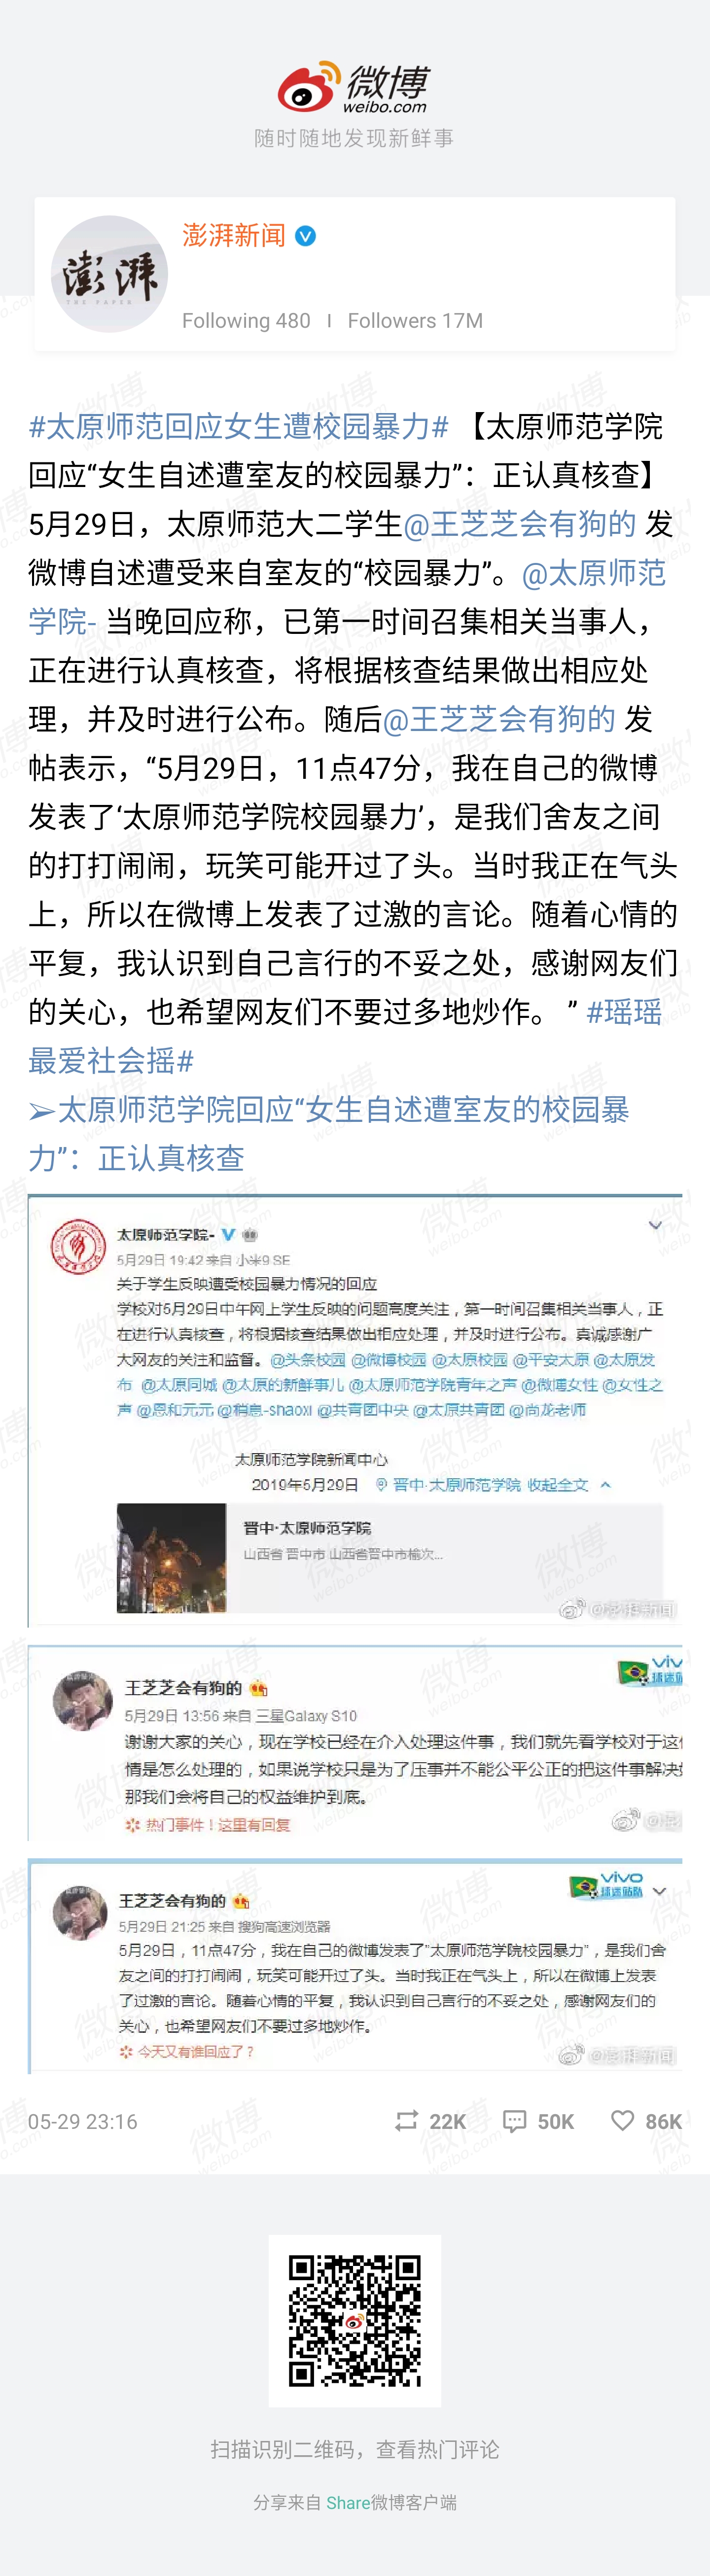 微博
weibo.com
随时随地发现新鲜事
澎湃
THE PAPER
澎湃新闻
Following 480 | Followers 17M
#太原师范回应女生遭校园暴力# 【太原师范学院
回应“女生自述遭室友的校园暴力”：正认真核查】
5月29日，太原师范大二学生@王芝芝会有狗的 发
微博自述遭受来自室友的“校园暴力”。@太原师范
学院- 当晚回应称，已第一时间召集相关当事人，
正在进行认真核查，将根据核查结果做出相应处
理，并及时进行公布。随后@王芝芝会有狗的 发
帖表示，“5月29日，11点47分，我在自己的微博
发表了‘太原师范学院校园暴力’，是我们舍友之间
的打打闹闹，玩笑可能开过了头。当时我正在气头
上，所以在微博上发表了过激的言论。随着心情的
平复，我认识到自己言行的不妥之处，感谢网友们
的关心，也希望网友们不要过多地炒作。 ” #瑶瑶
最爱社会摇#
➢太原师范学院回应“女生自述遭室友的校园暴
力”：正认真核查
太原师范学院-
5月29日 19:42 来自 小米9 SE
关于学生反映遭受校园暴力情况的回应
学校对5月29日中午网上学生反映的问题高度关注，第一时间召集相关当事人，正
在进行认真核查，将根据核查结果做出相应处理，并及时进行公布。真诚感谢广
大网友的关注和监督。@头条校园 @微博校园 @太原校园 @平安太原 @太原发
布 @太原同城 @太原的新鲜事儿 @太原师范学院青年之声 @微博女性 @女性之
声 @恩和元元 @稍息-shaoxi @共青团中央 @太原共青团 @尚龙老师
太原师范学院新闻中心
2019年5月29日 晋中·太原师范学院 收起全文
晋中·太原师范学院
山西省 晋中市 山西省晋中市榆次...
@澎湃新闻
王芝芝会有狗的
vivo
球迷站
5月29日 13:56 来自 三星Galaxy S10
谢谢大家的关心，现在学校已经在介入处理这件事，我们就先看学校对于这
情是怎么处理的，如果说学校只是为了压事并不能公平公正的把这件事解决
那我们会将自己的权益维护到底。
热门事件！这里有回复
王芝芝会有狗的
vivo
球迷站队
5月29日 21:25 来自 搜狗高速浏览器
5月29日，11点47分，我在自己的微博发表了"太原师范学院校园暴力"，是我们舍
友之间的打打闹闹，玩笑可能开过了头。当时我正在气头上，所以在微博上发表
了过激的言论。随着心情的平复，我认识到自己言行的不妥之处，感谢网友们的
关心，也希望网友们不要过多地炒作。
今天又有谁回应了？
@澎湃新闻
05-29 23:16 22K 50K 86K
扫描识别二维码，查看热门评论
分享来自 Share微博客户端